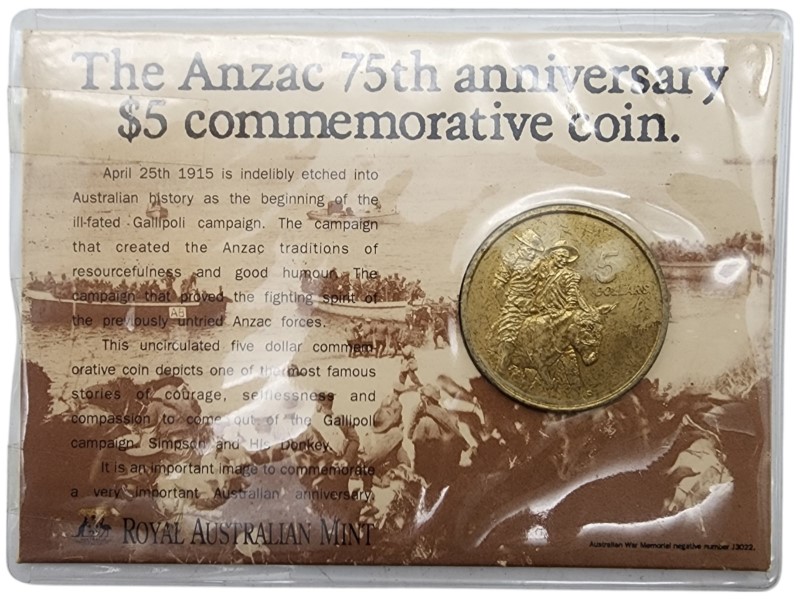 The Anzac 75th anniversary
$5 commemorative coin.
April 25th 1915 is indelibly etched into
Australian history as the beginning of the
ill-fated Gallipoli campaign. The campaign
that created the Anzac traditions of
resourcefulness and good humour. The
campaign that proved the fighting spirit of
the previously untried Anzac forces.
This uncirculated five dollar commem
orative coin depicts one of the most famous
stories of courage, selflessness and
compassion to come out of the Gallipoli
campaign, Simpson and His Donkey.
It is an important image to commemorate
a very important Australian anniversary.
ROYAL AUSTRALIAN MINT
5
DOLLARS
A5
Australian War Memorial negative number J3022.